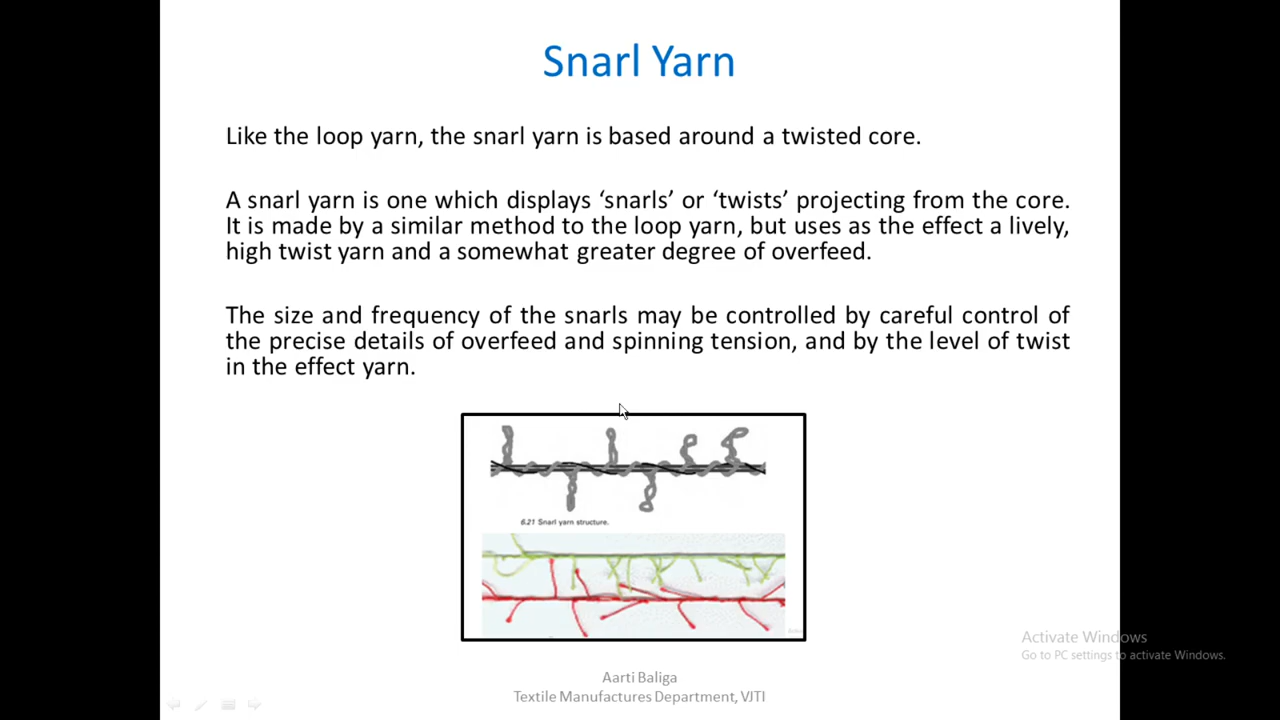 Snarl Yarn
Like the loop yarn, the snarl yarn is based around a twisted core.
A snarl yarn is one which displays ‘snarls’ or ‘twists’ projecting from the core.
It is made by a similar method to the loop yarn, but uses as the effect a lively,
high twist yarn and a somewhat greater degree of overfeed.
The size and frequency of the snarls may be controlled by careful control of
the precise details of overfeed and spinning tension, and by the level of twist
in the effect yarn.
6.21 Snarl yarn structure.
Activate Windows
Go to PC settings to activate Windows.
Aarti Baliga
Textile Manufactures Department, VJTI